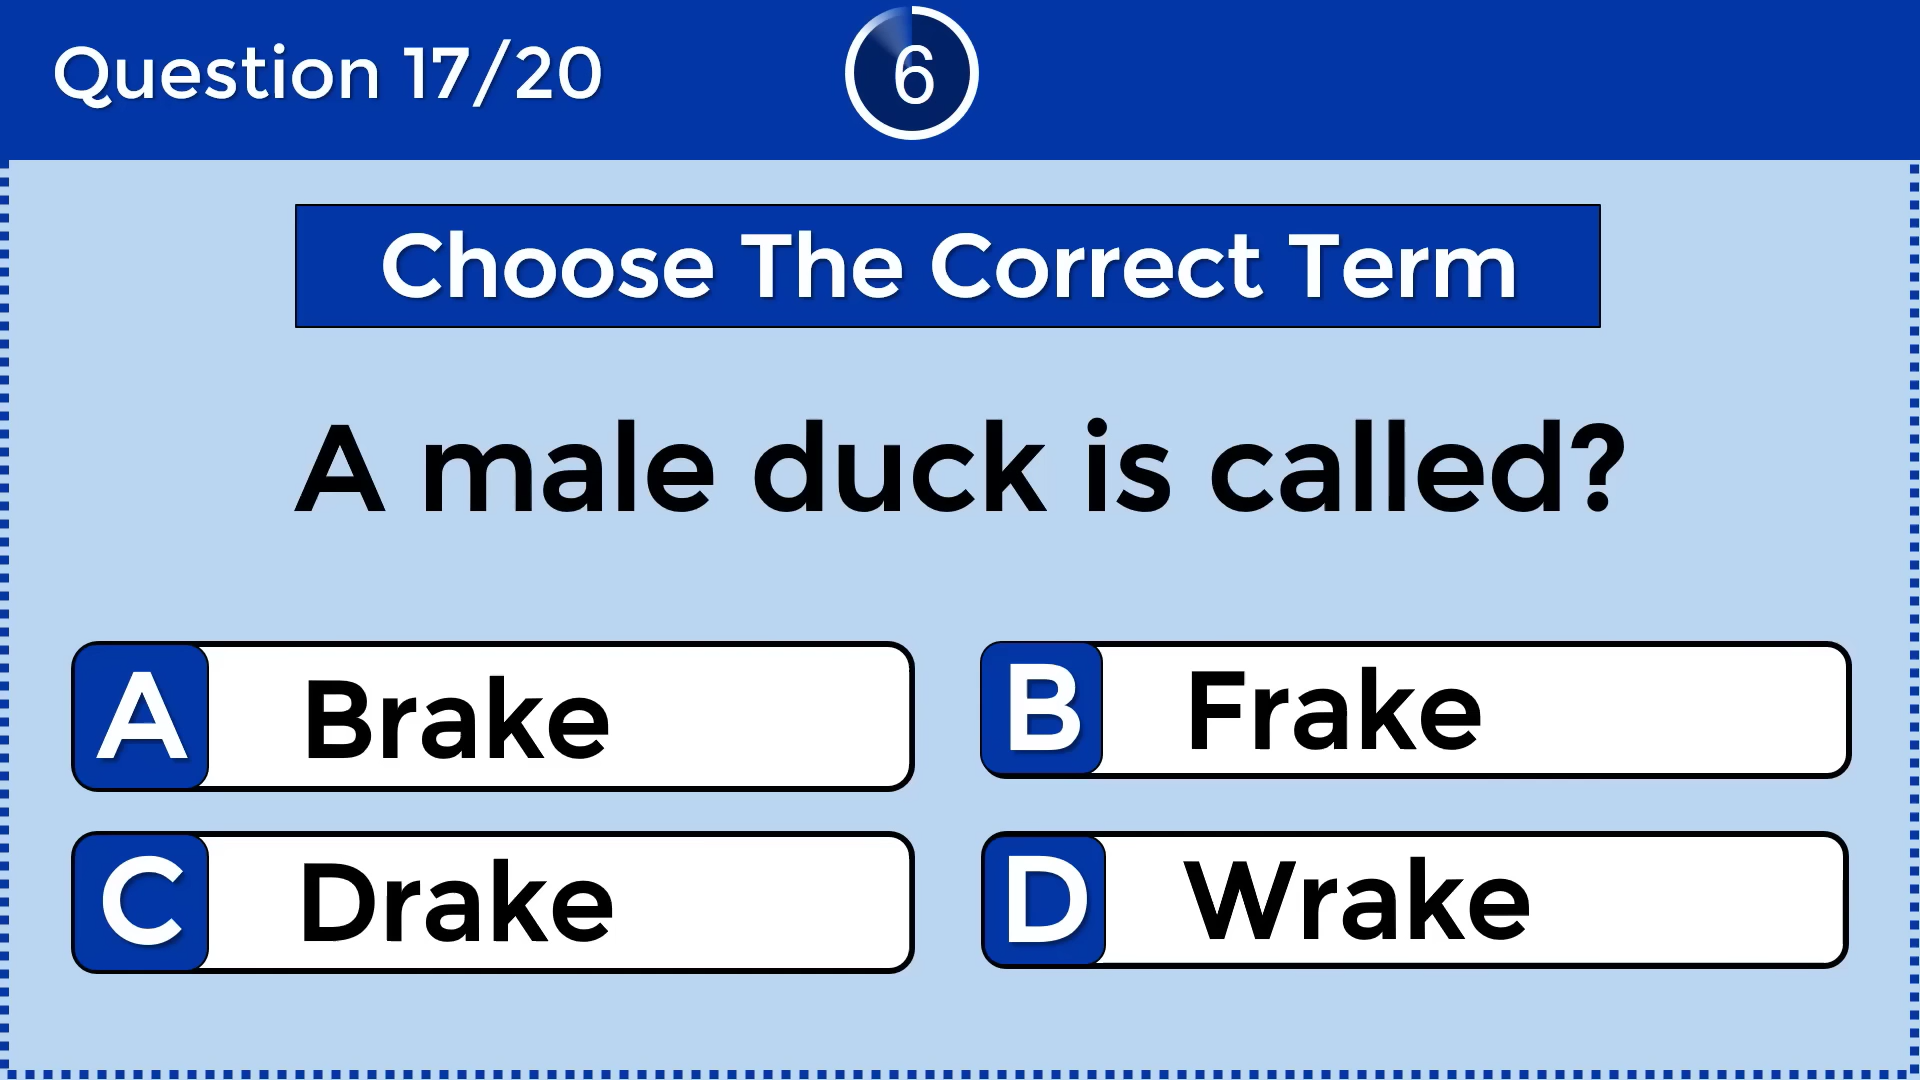 Question 17/20
6
Choose The Correct Term
A male duck is called?
A Brake
B Frake
C Drake
D Wrake